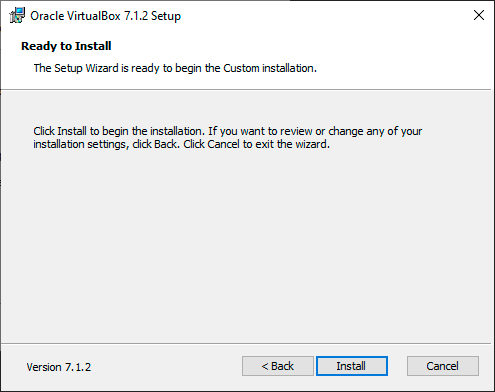 Oracle VirtualBox 7.1.2 Setup
Ready to Install
The Setup Wizard is ready to begin the Custom installation.
Click Install to begin the installation. If you want to review or change any of your
installation settings, click Back. Click Cancel to exit the wizard.
Version 7.1.2
< Back
Install
Cancel